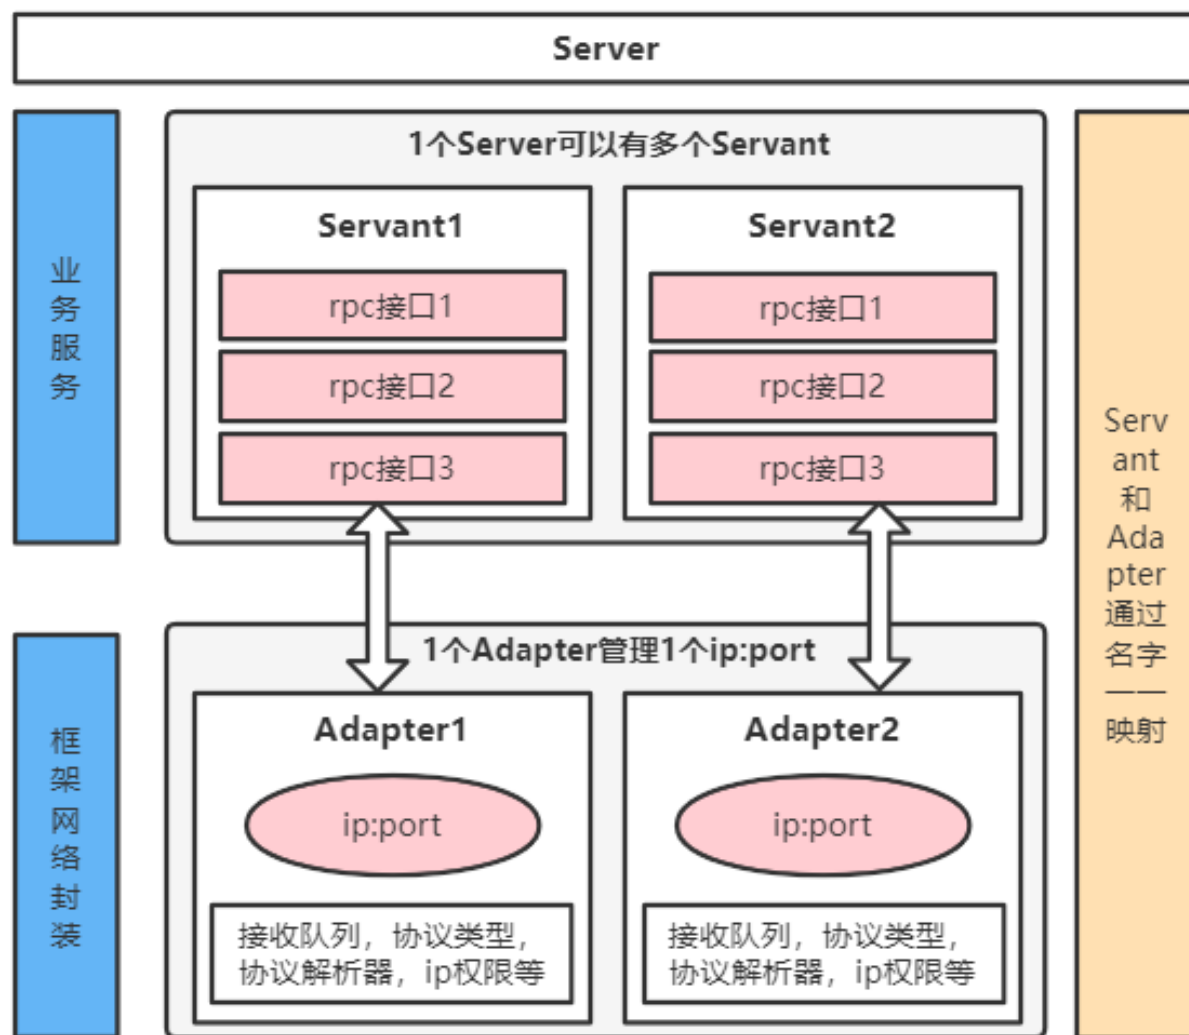 Server
业
务
服
务
1个Server可以有多个Servant
Servant1
rpc接口1
rpc接口2
rpc接口3
Servant2
rpc接口1
rpc接口2
rpc接口3
Serv
ant
和
Ada
pter
通过
名字
一一
映射
框
架
网
络
封
装
1个Adapter管理1个ip:port
Adapter1
ip:port
接收队列，协议类型，
协议解析器，ip权限等
Adapter2
ip:port
接收队列，协议类型，
协议解析器，ip权限等